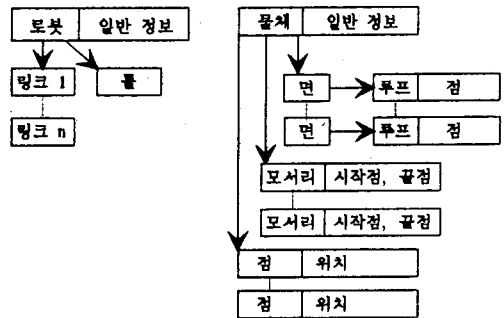 로봇 일반 정보
링크 1 툴
링크 n
물체 일반 정보
면 루프 점
면 루프 점
모서리 시작점, 끝점
모서리 시작점, 끝점
점 위치
점 위치